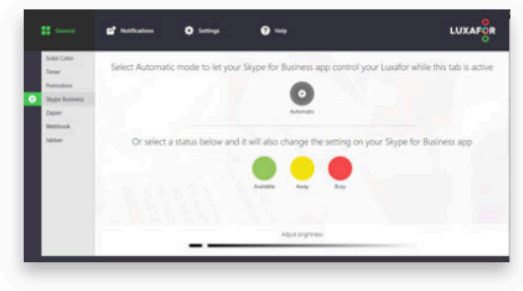 General
Notifications
Settings
Help
LUXAFOR
Solid Color
Timer
Pomodoro
Skype Business
Zapier
Webhook
Jabber
Select Automatic mode to let your Skype for Business app control your Luxafor while this tab is active
Automatic
Or select a status below and it will also change the setting on your Skype for Business app
Available
Away
Busy
Adjust brightness